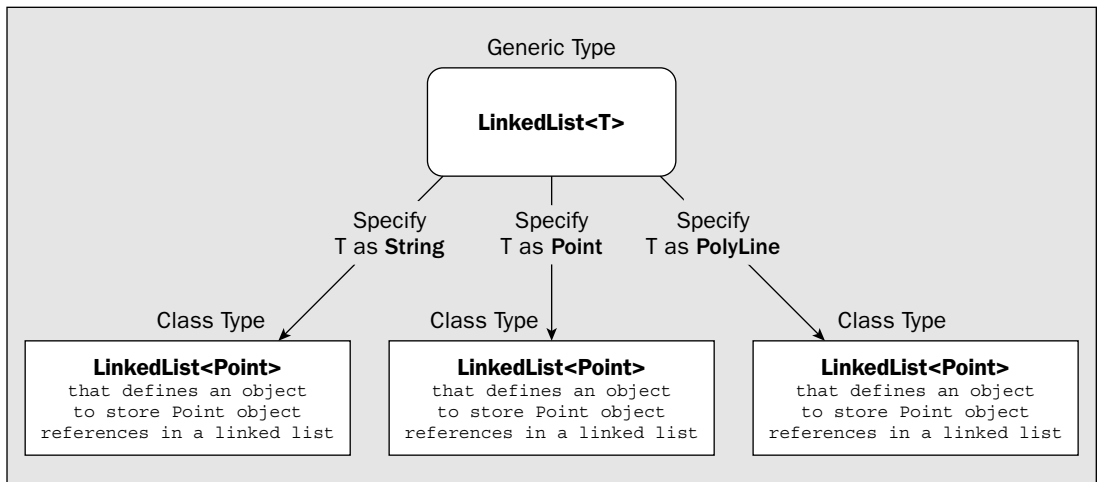 Generic Type
LinkedList<T>
Specify
T as String
Specify
T as Point
Specify
T as PolyLine
Class Type
LinkedList<Point>
that defines an object
to store Point object
references in a linked list
Class Type
LinkedList<Point>
that defines an object
to store Point object
references in a linked list
Class Type
LinkedList<Point>
that defines an object
to store Point object
references in a linked list